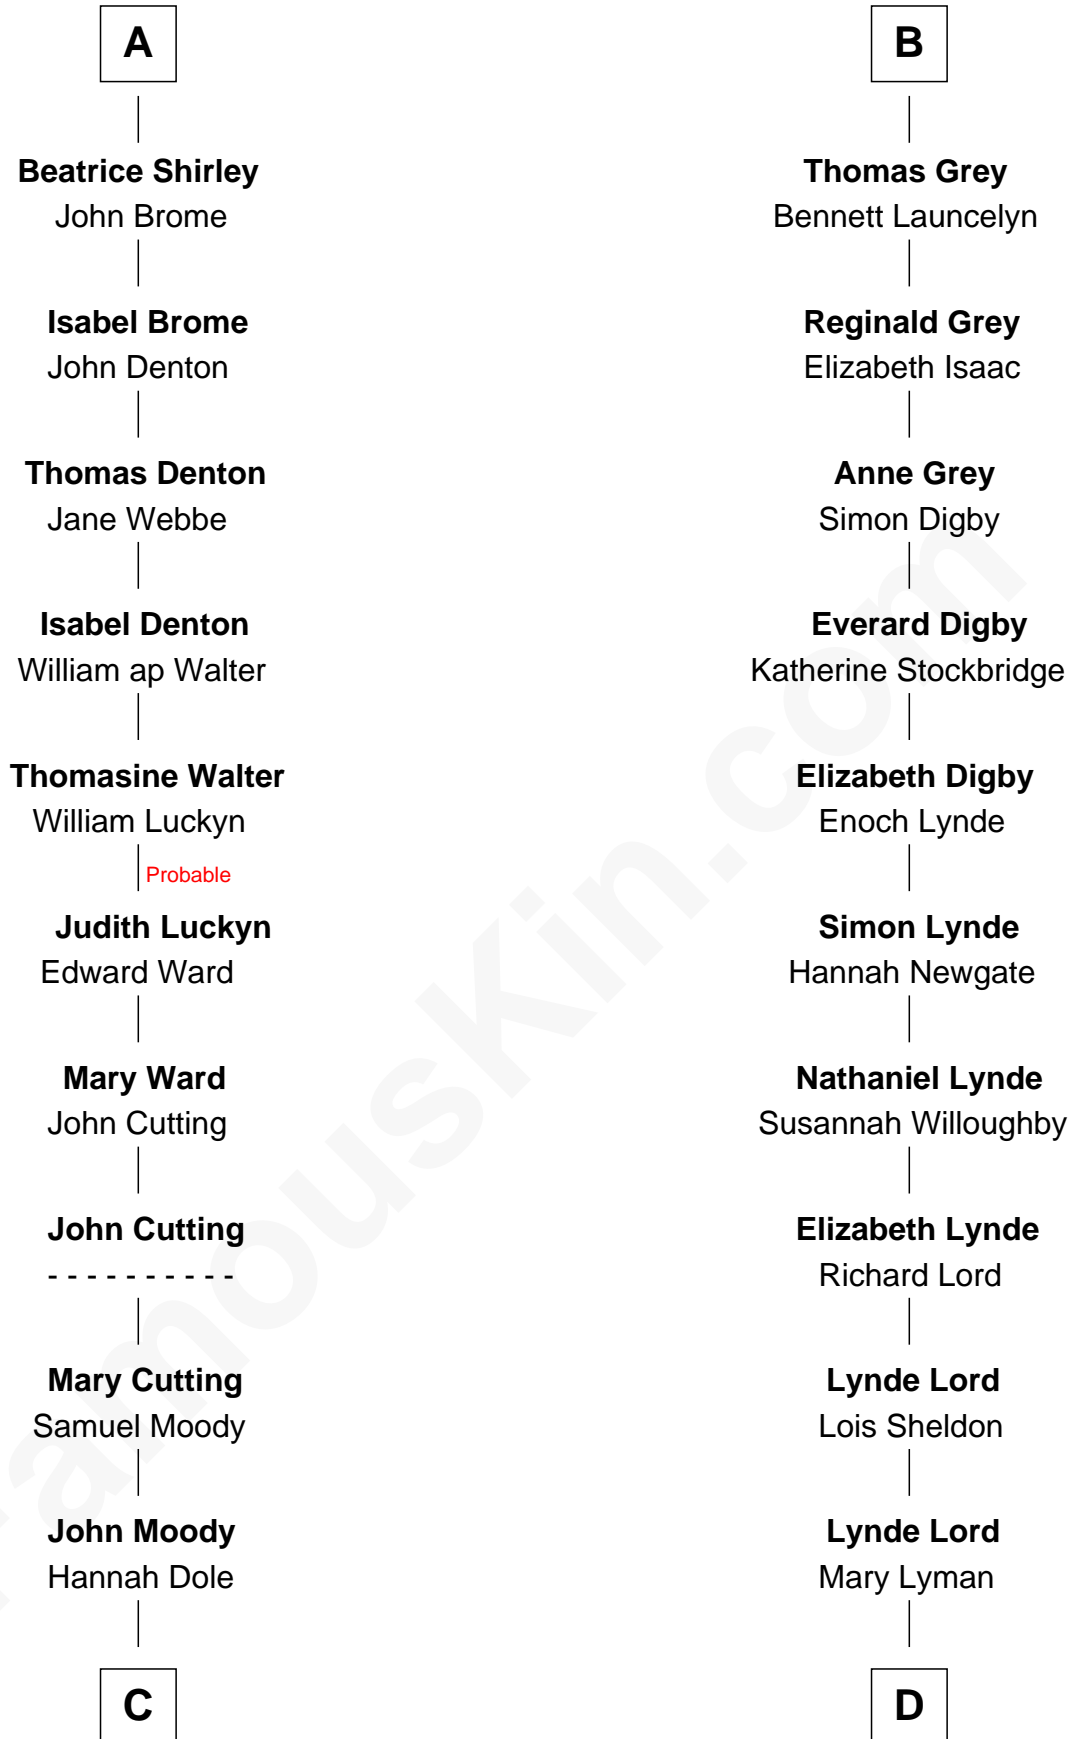 A
Beatrice Shirley
John Brome
Isabel Brome
John Denton
Thomas Denton
Jane Webbe
Isabel Denton
William ap Walter
Thomasine Walter
William Luckyn
Probable
Judith Luckyn
Edward Ward
Mary Ward
John Cutting
John Cutting
- - - - - - - - - -
Mary Cutting
Samuel Moody
John Moody
Hannah Dole
C
B
Thomas Grey
Bennett Launcelyn
Reginald Grey
Elizabeth Isaac
Anne Grey
Simon Digby
Everard Digby
Katherine Stockbridge
Elizabeth Digby
Enoch Lynde
Simon Lynde
Hannah Newgate
Nathaniel Lynde
Susannah Willoughby
Elizabeth Lynde
Richard Lord
Lynde Lord
Lois Sheldon
Lynde Lord
Mary Lyman
D
FamousKin.com